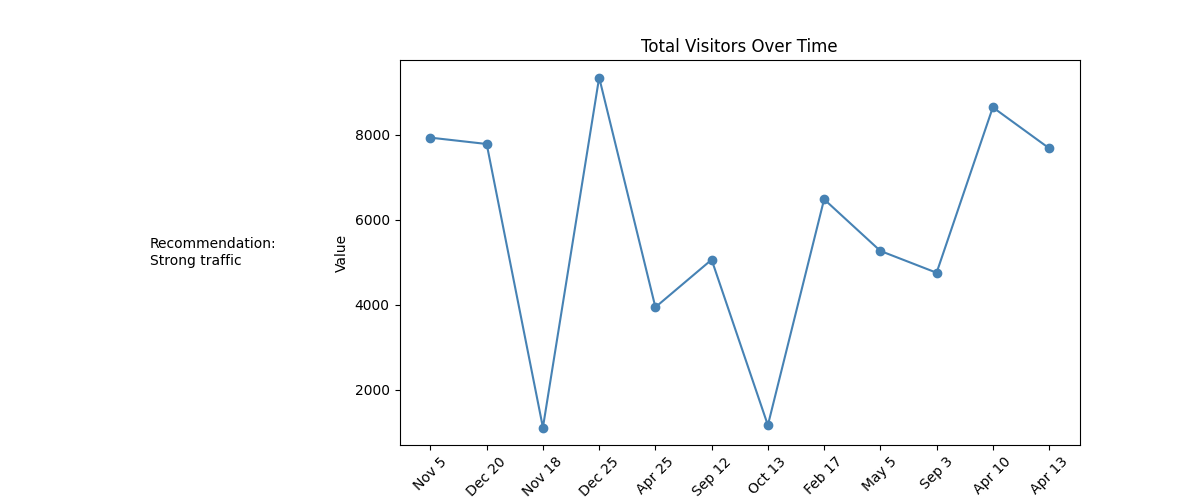 Total Visitors Over Time
Recommendation:
Strong traffic
Value
8000
6000
4000
2000
Nov 5
Dec 20
Nov 18
Dec 25
Apr 25
Sep 12
Oct 13
Feb 17
May 5
Sep 3
Apr 10
Apr 13